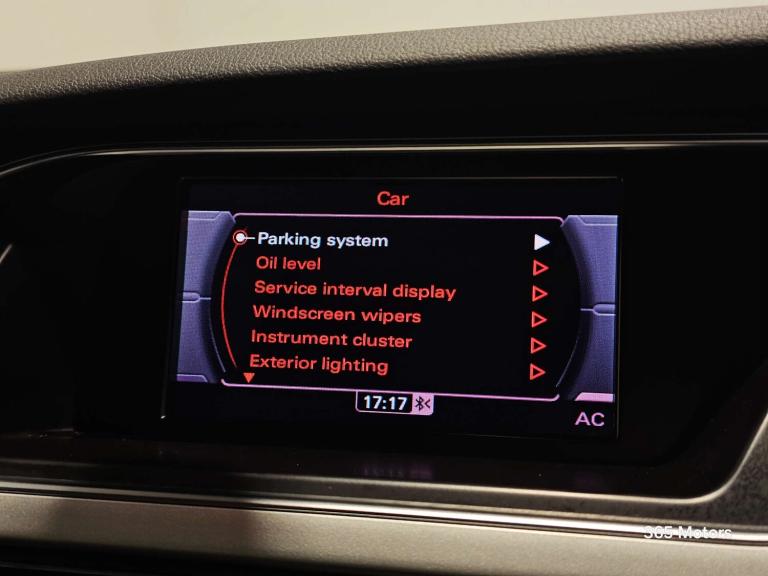 Car
Parking system
Oil level
Service interval display
Windscreen wipers
Instrument cluster
Exterior lighting
17:17
AC
365 Motors